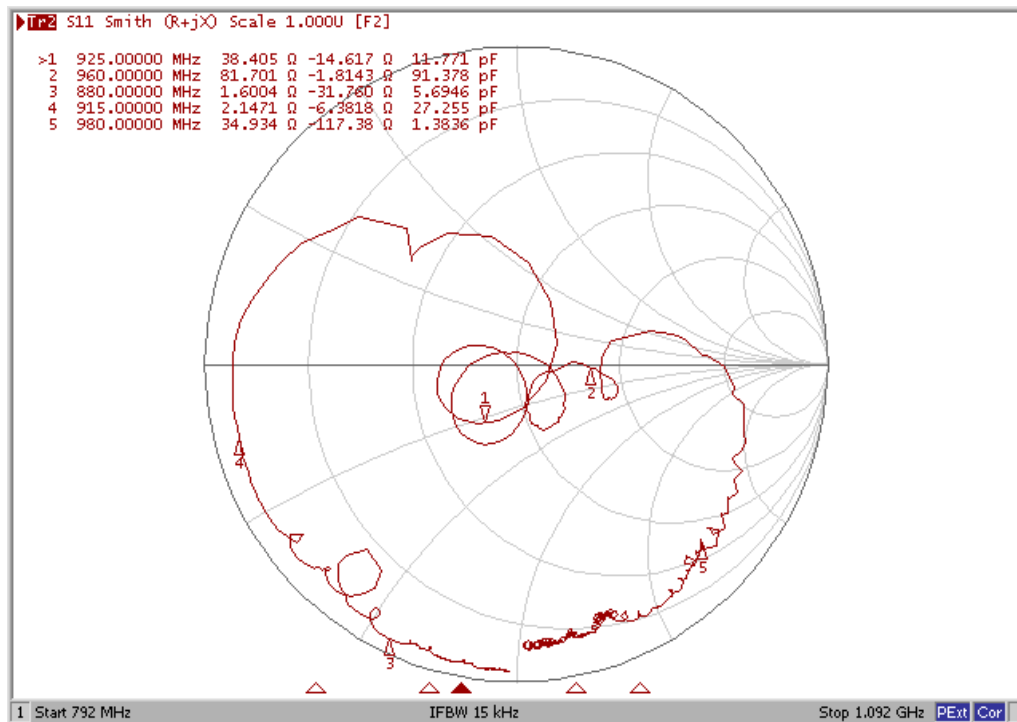 Tr2 S11 Smith (R+jX) Scale 1.000U [F2]
>1 925.00000 MHz 38.405 Ω -14.617 Ω 11.771 pF
2 960.00000 MHz 81.701 Ω -1.8143 Ω 91.378 pF
3 880.00000 MHz 1.6004 Ω -31.760 Ω 5.6946 pF
4 915.00000 MHz 2.1471 Ω -6.3818 Ω 27.255 pF
5 980.00000 MHz 34.934 Ω -117.38 Ω 1.3836 pF
1
2
4
5
3
1 Start 792 MHz IFBW 15 kHz Stop 1.092 GHz PExt Cor